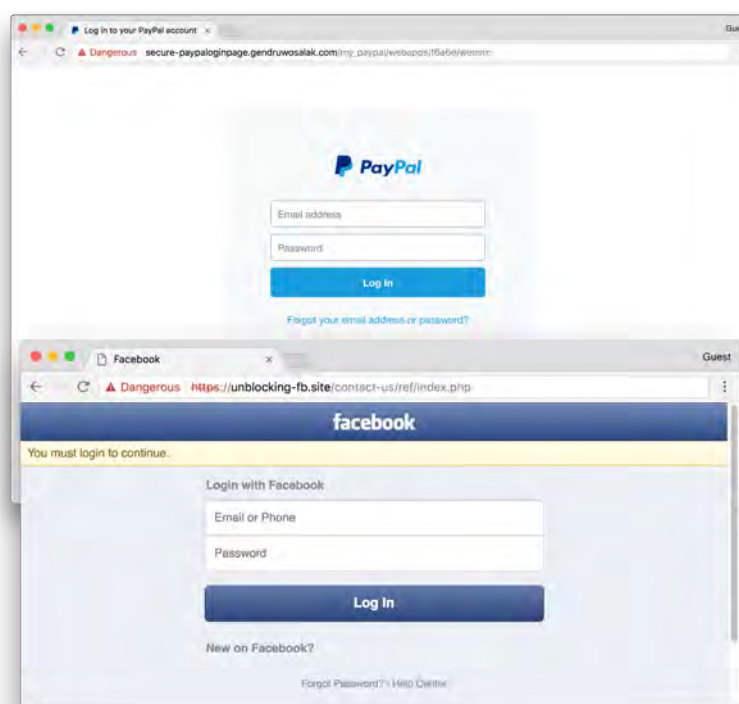 Log in to your PayPal account ×
Gue
Dangerous secure-paypaloginpage.gendruwosalak.com/my_paypal/webapps/f6a6e/websrc
PayPal
Email address
Password
Log In
Forgot your email address or password?
Facebook ×
Guest
Dangerous https://unblocking-fb.site/contact-us/ref/index.php
facebook
You must login to continue.
Login with Facebook
Email or Phone
Password
Log In
New on Facebook?
Forgot Password? · Help Center